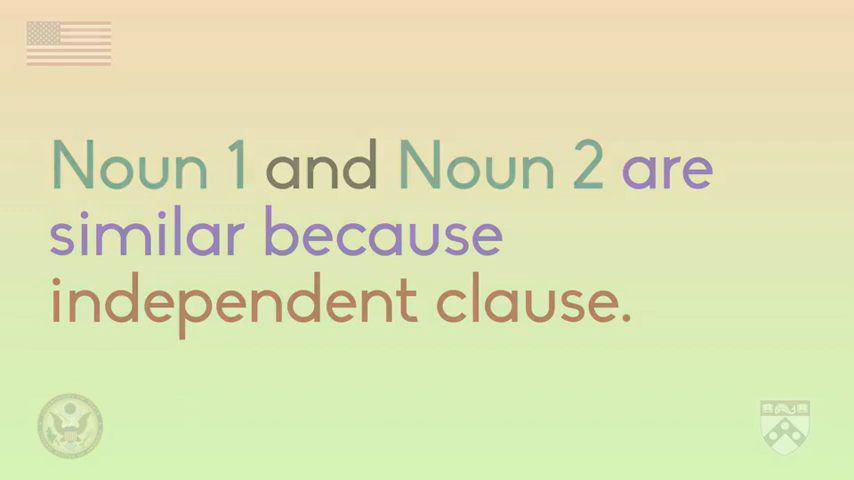 Noun 1 and Noun 2 are
similar because
independent clause.